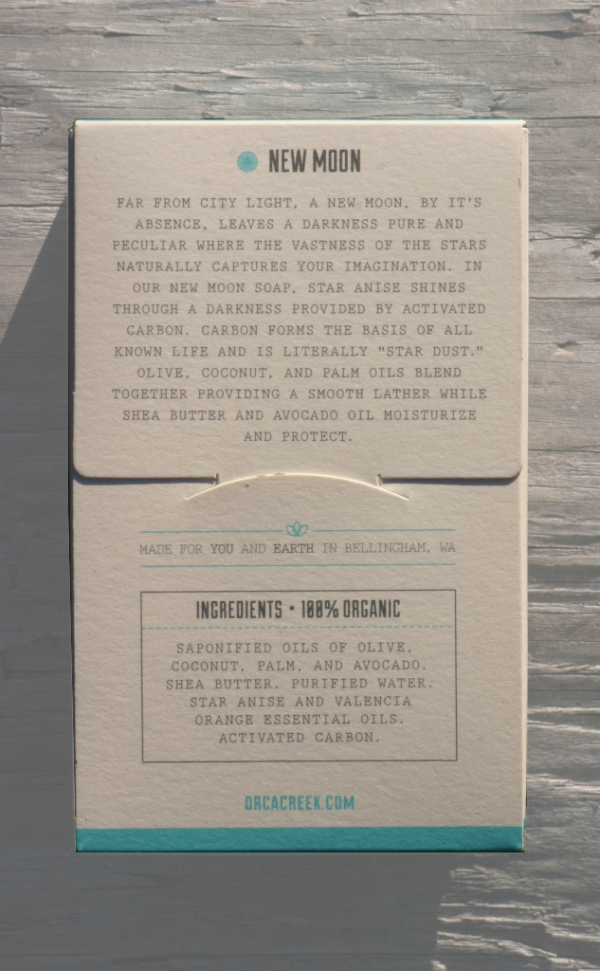 NEW MOON
FAR FROM CITY LIGHT, A NEW MOON, BY IT'S
ABSENCE, LEAVES A DARKNESS PURE AND
PECULIAR WHERE THE VASTNESS OF THE STARS
NATURALLY CAPTURES YOUR IMAGINATION. IN
OUR NEW MOON SOAP, STAR ANISE SHINES
THROUGH A DARKNESS PROVIDED BY ACTIVATED
CARBON. CARBON FORMS THE BASIS OF ALL
KNOWN LIFE AND IS LITERALLY "STAR DUST."
OLIVE, COCONUT, AND PALM OILS BLEND
TOGETHER PROVIDING A SMOOTH LATHER WHILE
SHEA BUTTER AND AVOCADO OIL MOISTURIZE
AND PROTECT.
MADE FOR YOU AND EARTH IN BELLINGHAM, WA
INGREDIENTS • 100% ORGANIC
SAPONIFIED OILS OF OLIVE,
COCONUT, PALM, AND AVOCADO.
SHEA BUTTER. PURIFIED WATER.
STAR ANISE AND VALENCIA
ORANGE ESSENTIAL OILS.
ACTIVATED CARBON.
ORCACREEK.COM